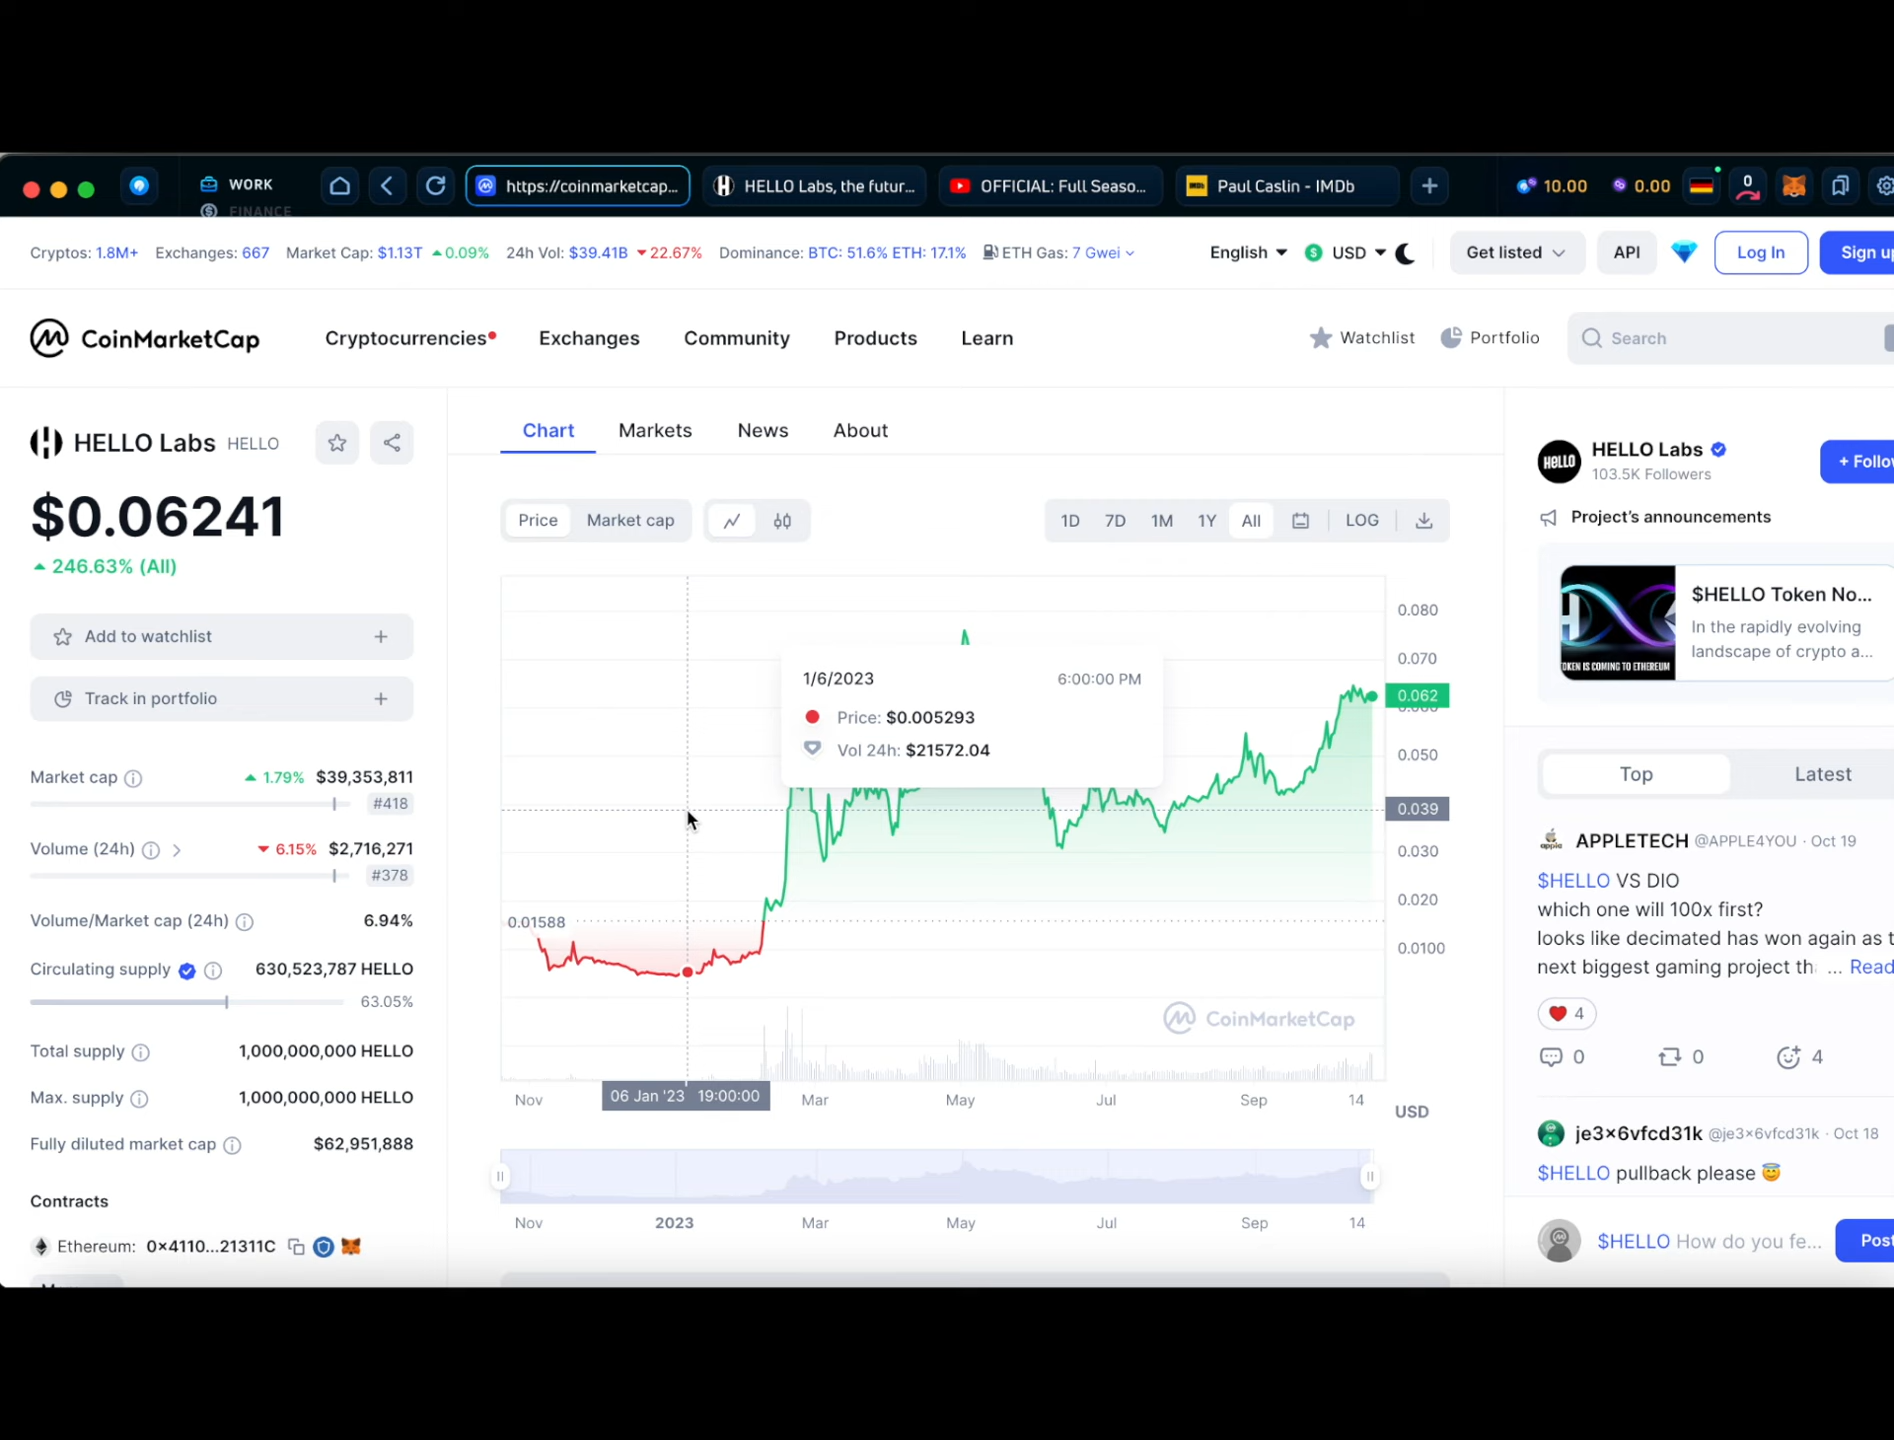 WORK
FINANCE
https://coinmarketcap...
HELLO Labs, the futur...
OFFICIAL: Full Seaso...
IMDb
Paul Caslin - IMDb
10.00
0.00
0
Cryptos: 1.8M+
Exchanges: 667
Market Cap: $1.13T 0.09%
24h Vol: $39.41B 22.67%
Dominance: BTC: 51.6% ETH: 17.1%
ETH Gas: 7 Gwei
English
USD
Get listed
API
Log In
Sign up
CoinMarketCap
Cryptocurrencies
Exchanges
Community
Products
Learn
Watchlist
Portfolio
Search
HELLO Labs HELLO
$0.06241
246.63% (All)
Add to watchlist
Track in portfolio
Market cap 1.79% $39,353,811
#418
Volume (24h) 6.15% $2,716,271
#378
Volume/Market cap (24h) 6.94%
Circulating supply 630,523,787 HELLO
63.05%
Total supply 1,000,000,000 HELLO
Max. supply 1,000,000,000 HELLO
Fully diluted market cap $62,951,888
Contracts
Ethereum: 0x4110...21311C
Chart
Markets
News
About
Price
Market cap
1D
7D
1M
1Y
All
LOG
0.080
0.070
0.062
0.060
0.050
0.039
0.030
0.020
0.0100
1/6/2023 6:00:00 PM
Price: $0.005293
Vol 24h: $21572.04
0.01588
CoinMarketCap
Nov
06 Jan '23 19:00:00
Mar
May
Jul
Sep
14
USD
Nov
2023
Mar
May
Jul
Sep
14
HELLO
HELLO Labs
103.5K Followers
+ Follow
Project's announcements
TOKEN IS COMING TO ETHEREUM
$HELLO Token No...
In the rapidly evolving
landscape of crypto a...
Top
Latest
apple
APPLETECH @APPLE4YOU · Oct 19
$HELLO VS DIO
which one will 100x first?
looks like decimated has won again as t
next biggest gaming project th ... Read
4
0
0
4
je3x6vfcd31k @je3x6vfcd31k · Oct 18
$HELLO pullback please 😇
$HELLO How do you fe...
Post